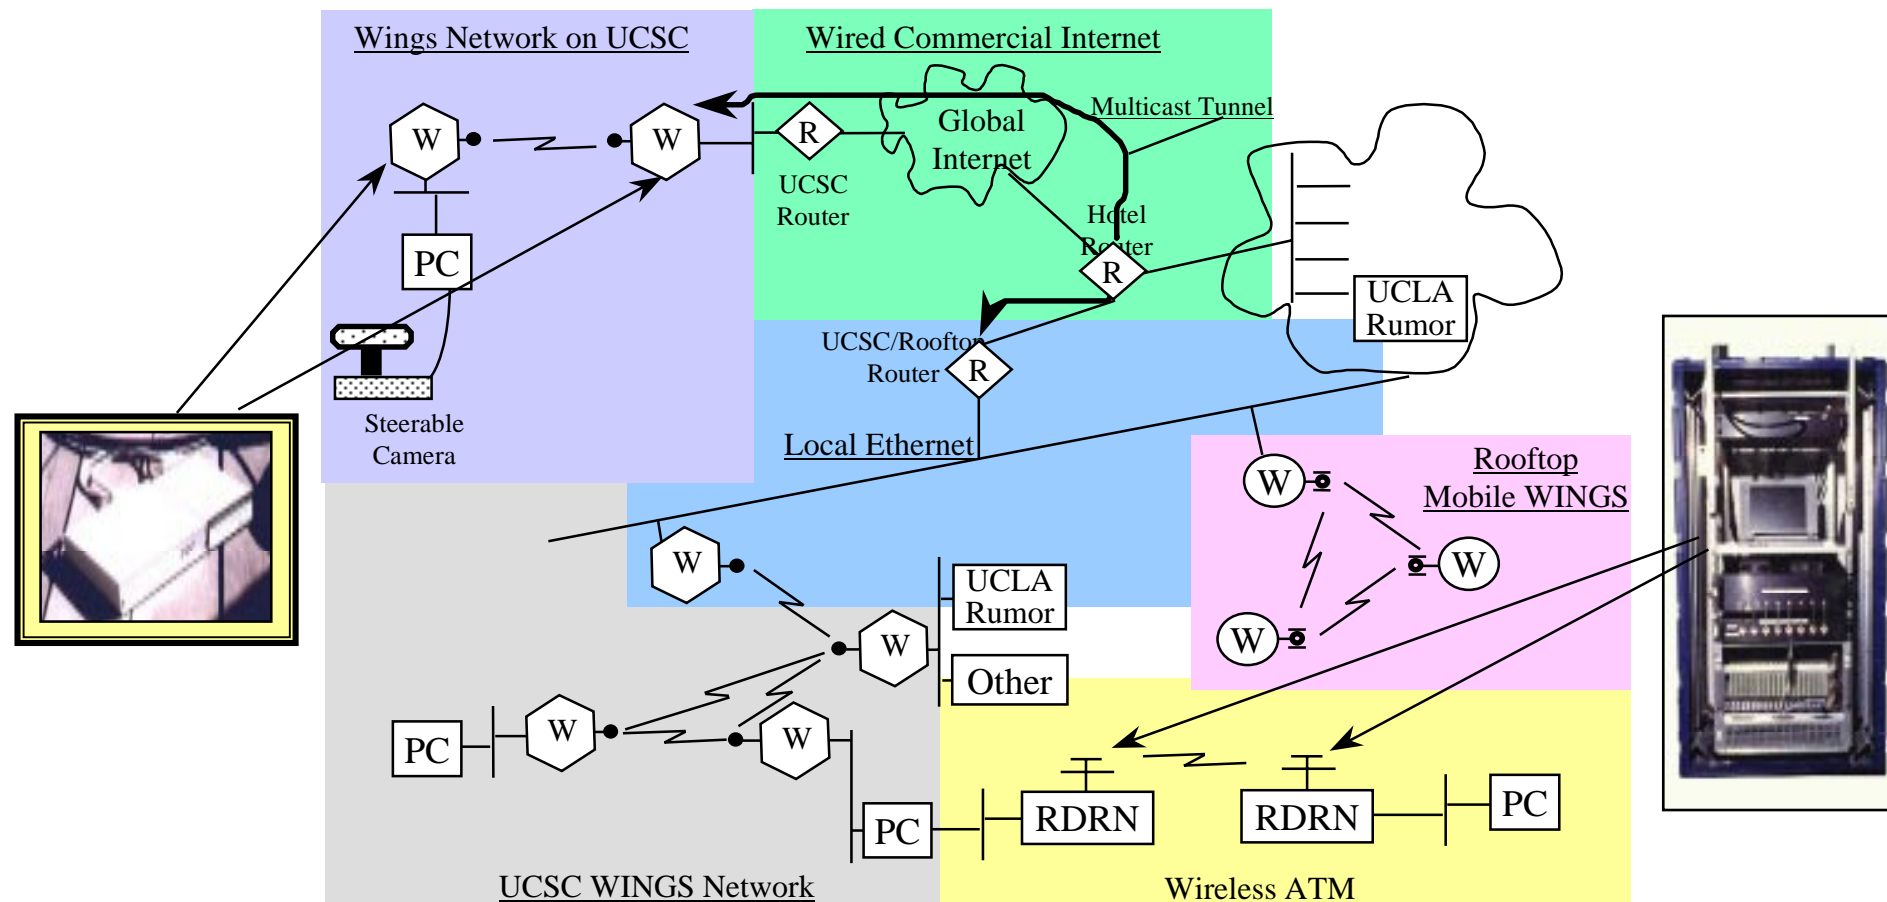 Wings Network on UCSC
Wired Commercial Internet
Multicast Tunnel
W
W
R
Global
Internet
UCSC
Router
Hotel
Router
R
PC
UCLA
Rumor
UCSC/Rooftop
Router
R
Steerable
Camera
Local Ethernet
Rooftop
Mobile WINGS
W
W
W
W
UCLA
Rumor
W
Other
W
W
PC
PC
RDRN
RDRN
PC
UCSC WINGS Network
Wireless ATM